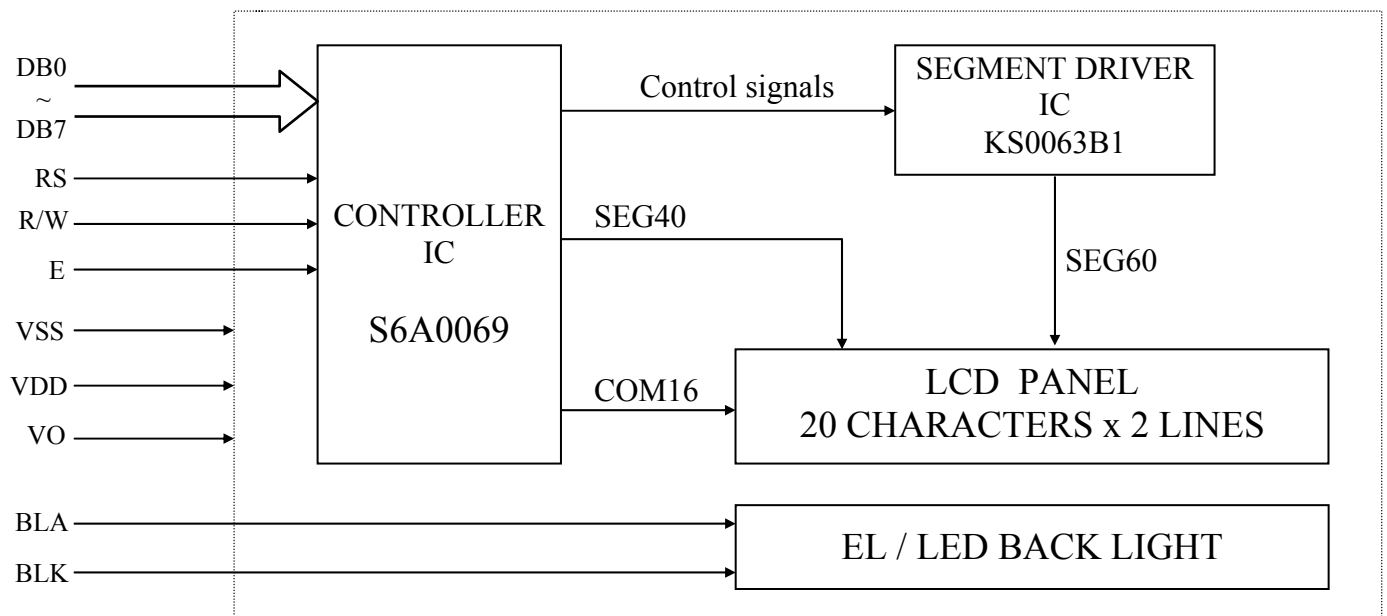 DB0
~
DB7
RS
R/W
E
VSS
VDD
VO
BLA
BLK
CONTROLLER
IC
S6A0069
Control signals
SEG40
COM16
SEGMENT DRIVER
IC
KS0063B1
SEG60
LCD PANEL
20 CHARACTERS x 2 LINES
EL / LED BACK LIGHT